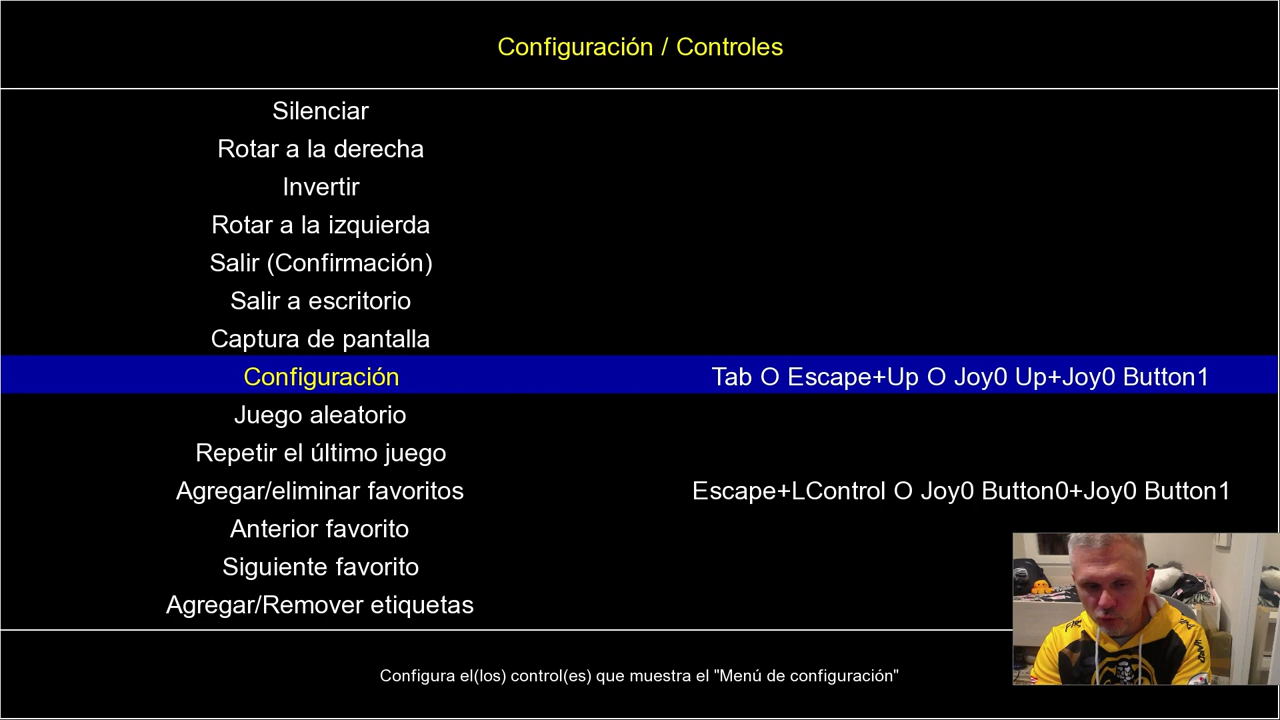 Configuración / Controles
Silenciar
Rotar a la derecha
Invertir
Rotar a la izquierda
Salir (Confirmación)
Salir a escritorio
Captura de pantalla
Configuración Tab O Escape+Up O Joy0 Up+Joy0 Button1
Juego aleatorio
Repetir el último juego
Agregar/eliminar favoritos Escape+LControl O Joy0 Button0+Joy0 Button1
Anterior favorito
Siguiente favorito
Agregar/Remover etiquetas
Configura el(los) control(es) que muestra el "Menú de configuración"